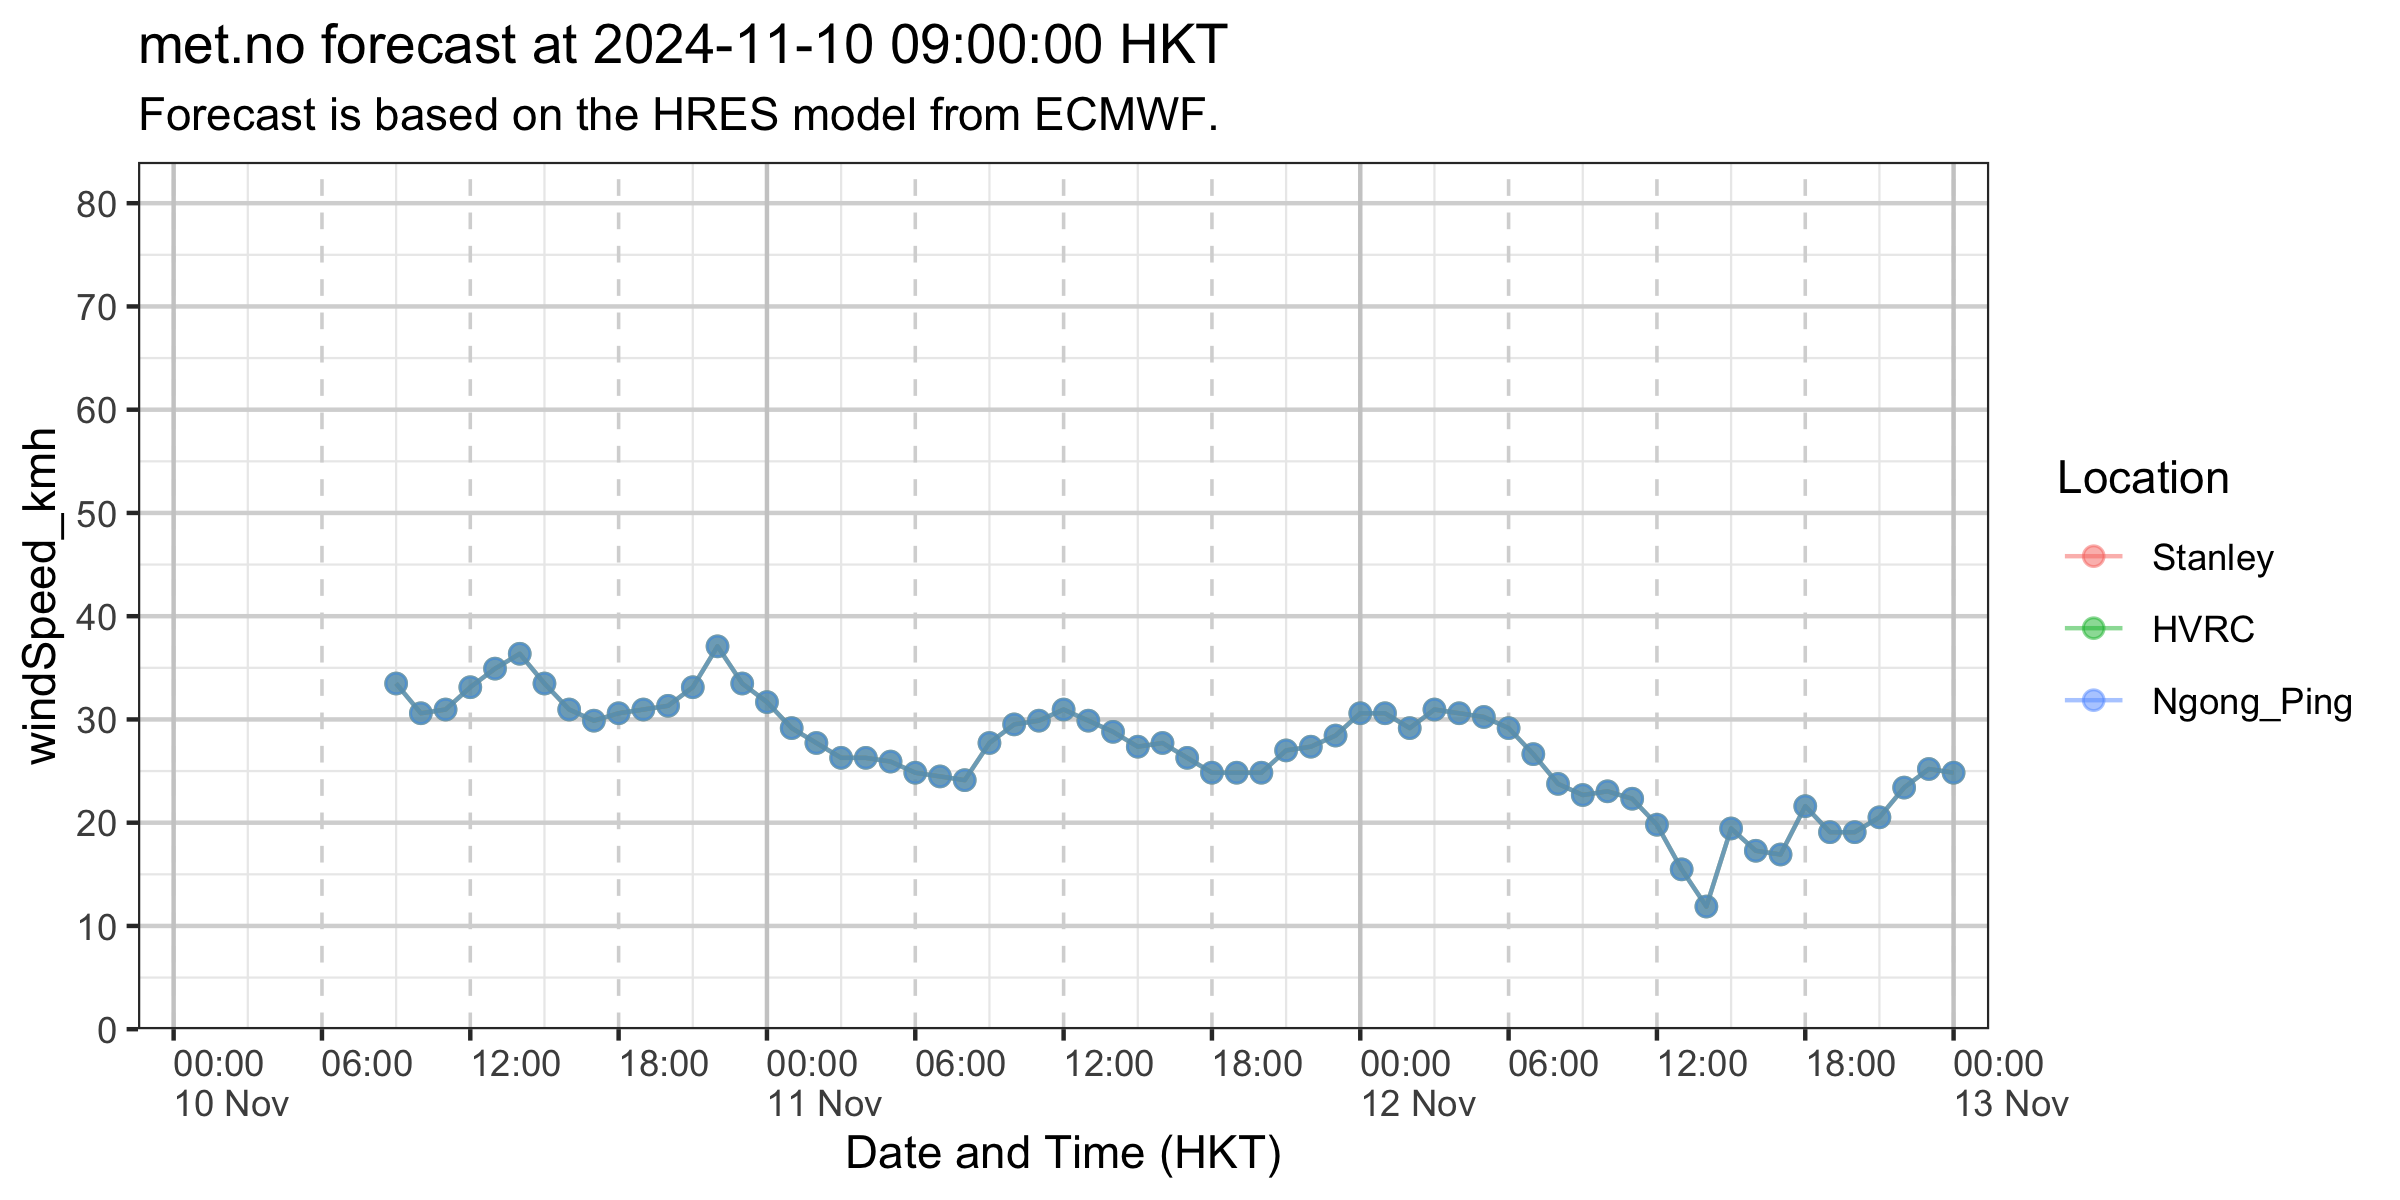 met.no forecast at 2024-11-10 09:00:00 HKT
Forecast is based on the HRES model from ECMWF.
windSpeed_kmh
80
70
60
50
40
30
20
10
0
00:00 06:00 12:00 18:00 00:00 06:00 12:00 18:00 00:00 06:00 12:00 18:00 00:00
10 Nov 11 Nov 12 Nov 13 Nov
Date and Time (HKT)
Location
Stanley
HVRC
Ngong_Ping